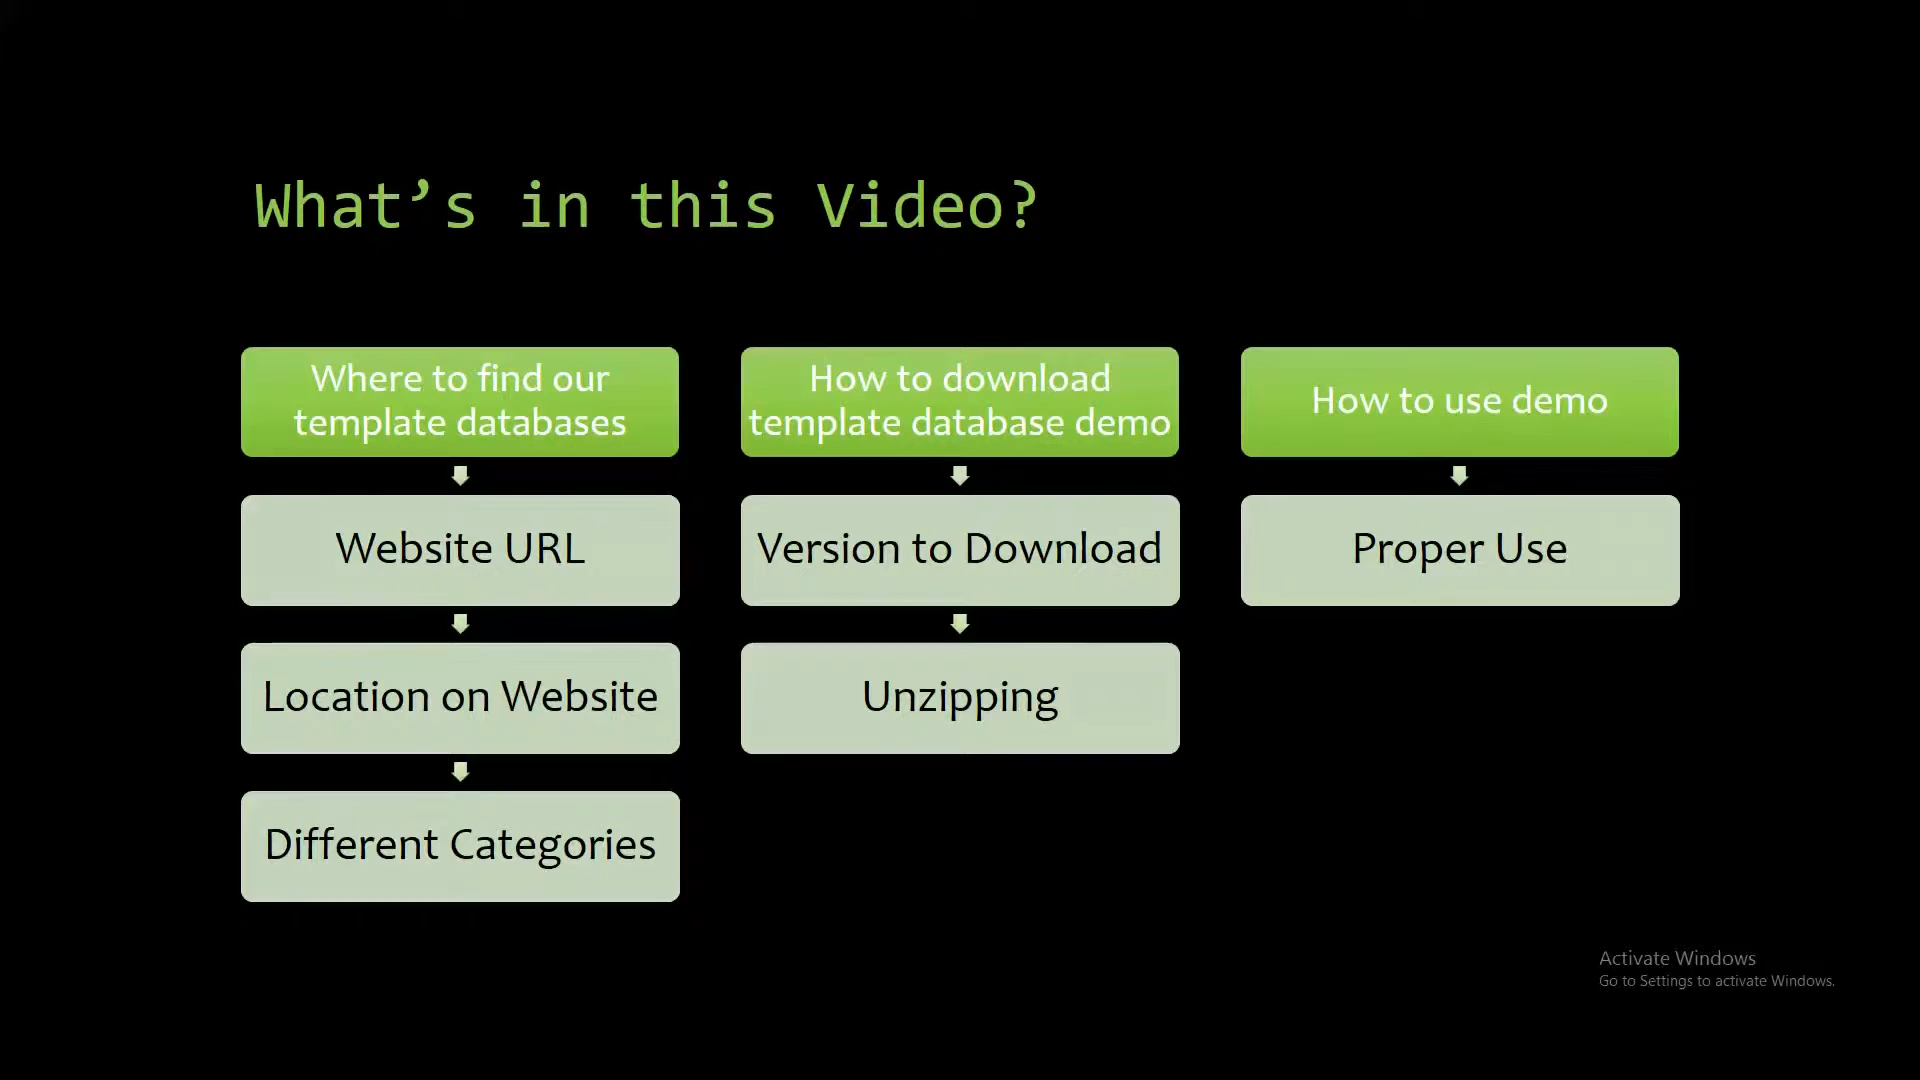 What’s in this Video?
Where to find our
template databases
Website URL
Location on Website
Different Categories
How to download
template database demo
Version to Download
Unzipping
How to use demo
Proper Use
Activate Windows
Go to Settings to activate Windows.